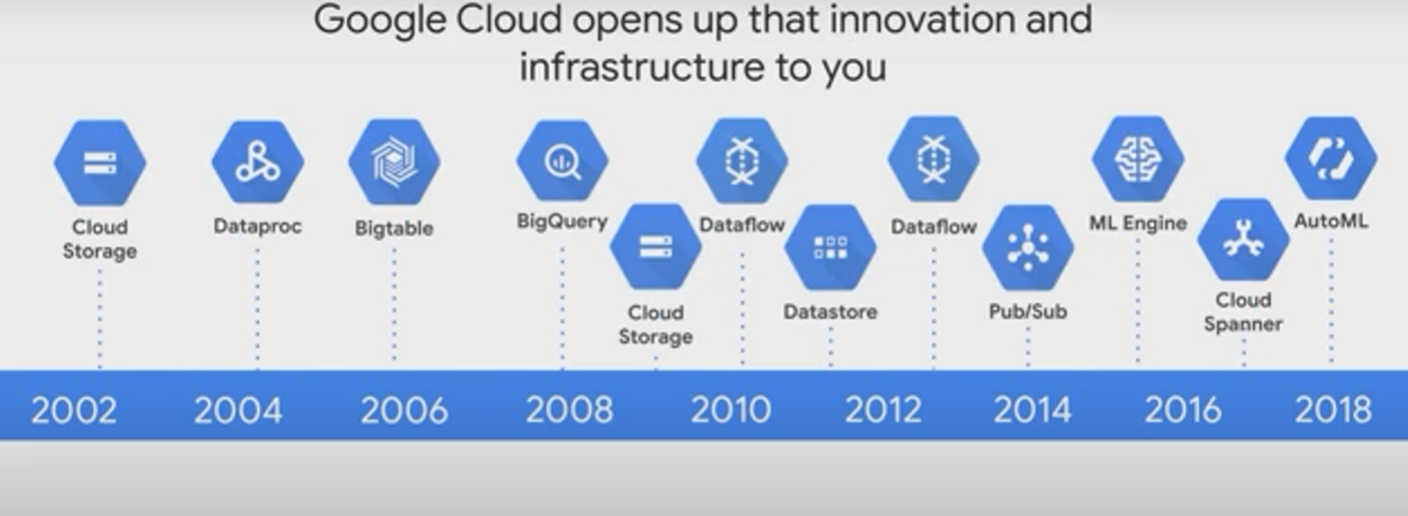 Google Cloud opens up that innovation and
infrastructure to you
Cloud
Storage
Dataproc
Bigtable
BigQuery
Cloud
Storage
Dataflow
Datastore
Dataflow
Pub/Sub
ML Engine
Cloud
Spanner
AutoML
2002 2004 2006 2008 2010 2012 2014 2016 2018